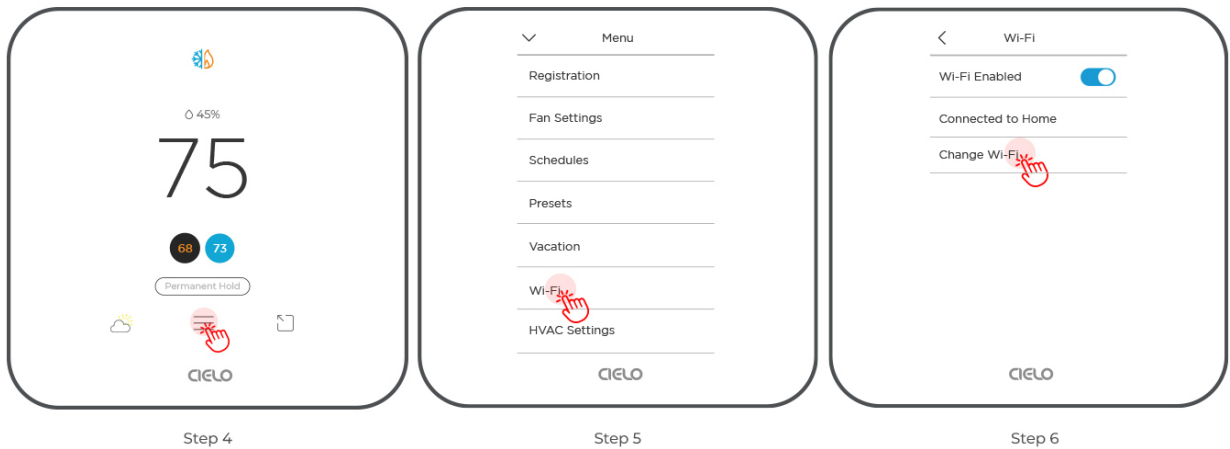 45%
75
68 73
Permanent Hold
CIELO
Step 4
Menu
Registration
Fan Settings
Schedules
Presets
Vacation
Wi-Fi
HVAC Settings
CIELO
Step 5
Wi-Fi
Wi-Fi Enabled
Connected to Home
Change Wi-Fi
CIELO
Step 6